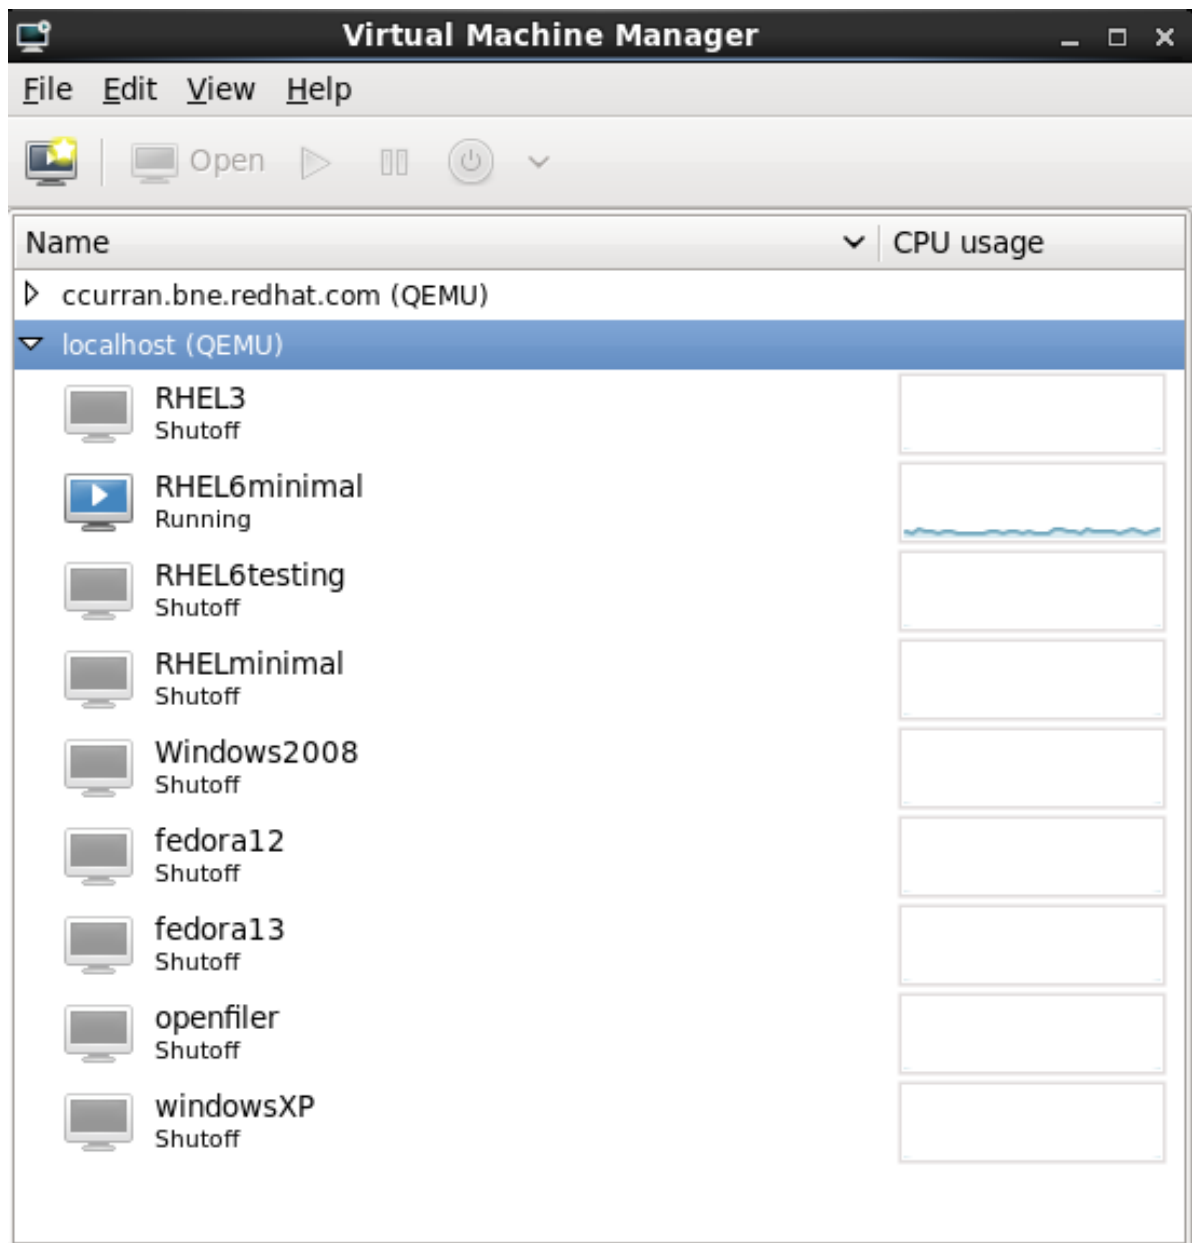 Virtual Machine Manager
File Edit View Help
Open
Name CPU usage
ccurran.bne.redhat.com (QEMU)
localhost (QEMU)
RHEL3
Shutoff
RHEL6minimal
Running
RHEL6testing
Shutoff
RHELminimal
Shutoff
Windows2008
Shutoff
fedora12
Shutoff
fedora13
Shutoff
openfiler
Shutoff
windowsXP
Shutoff